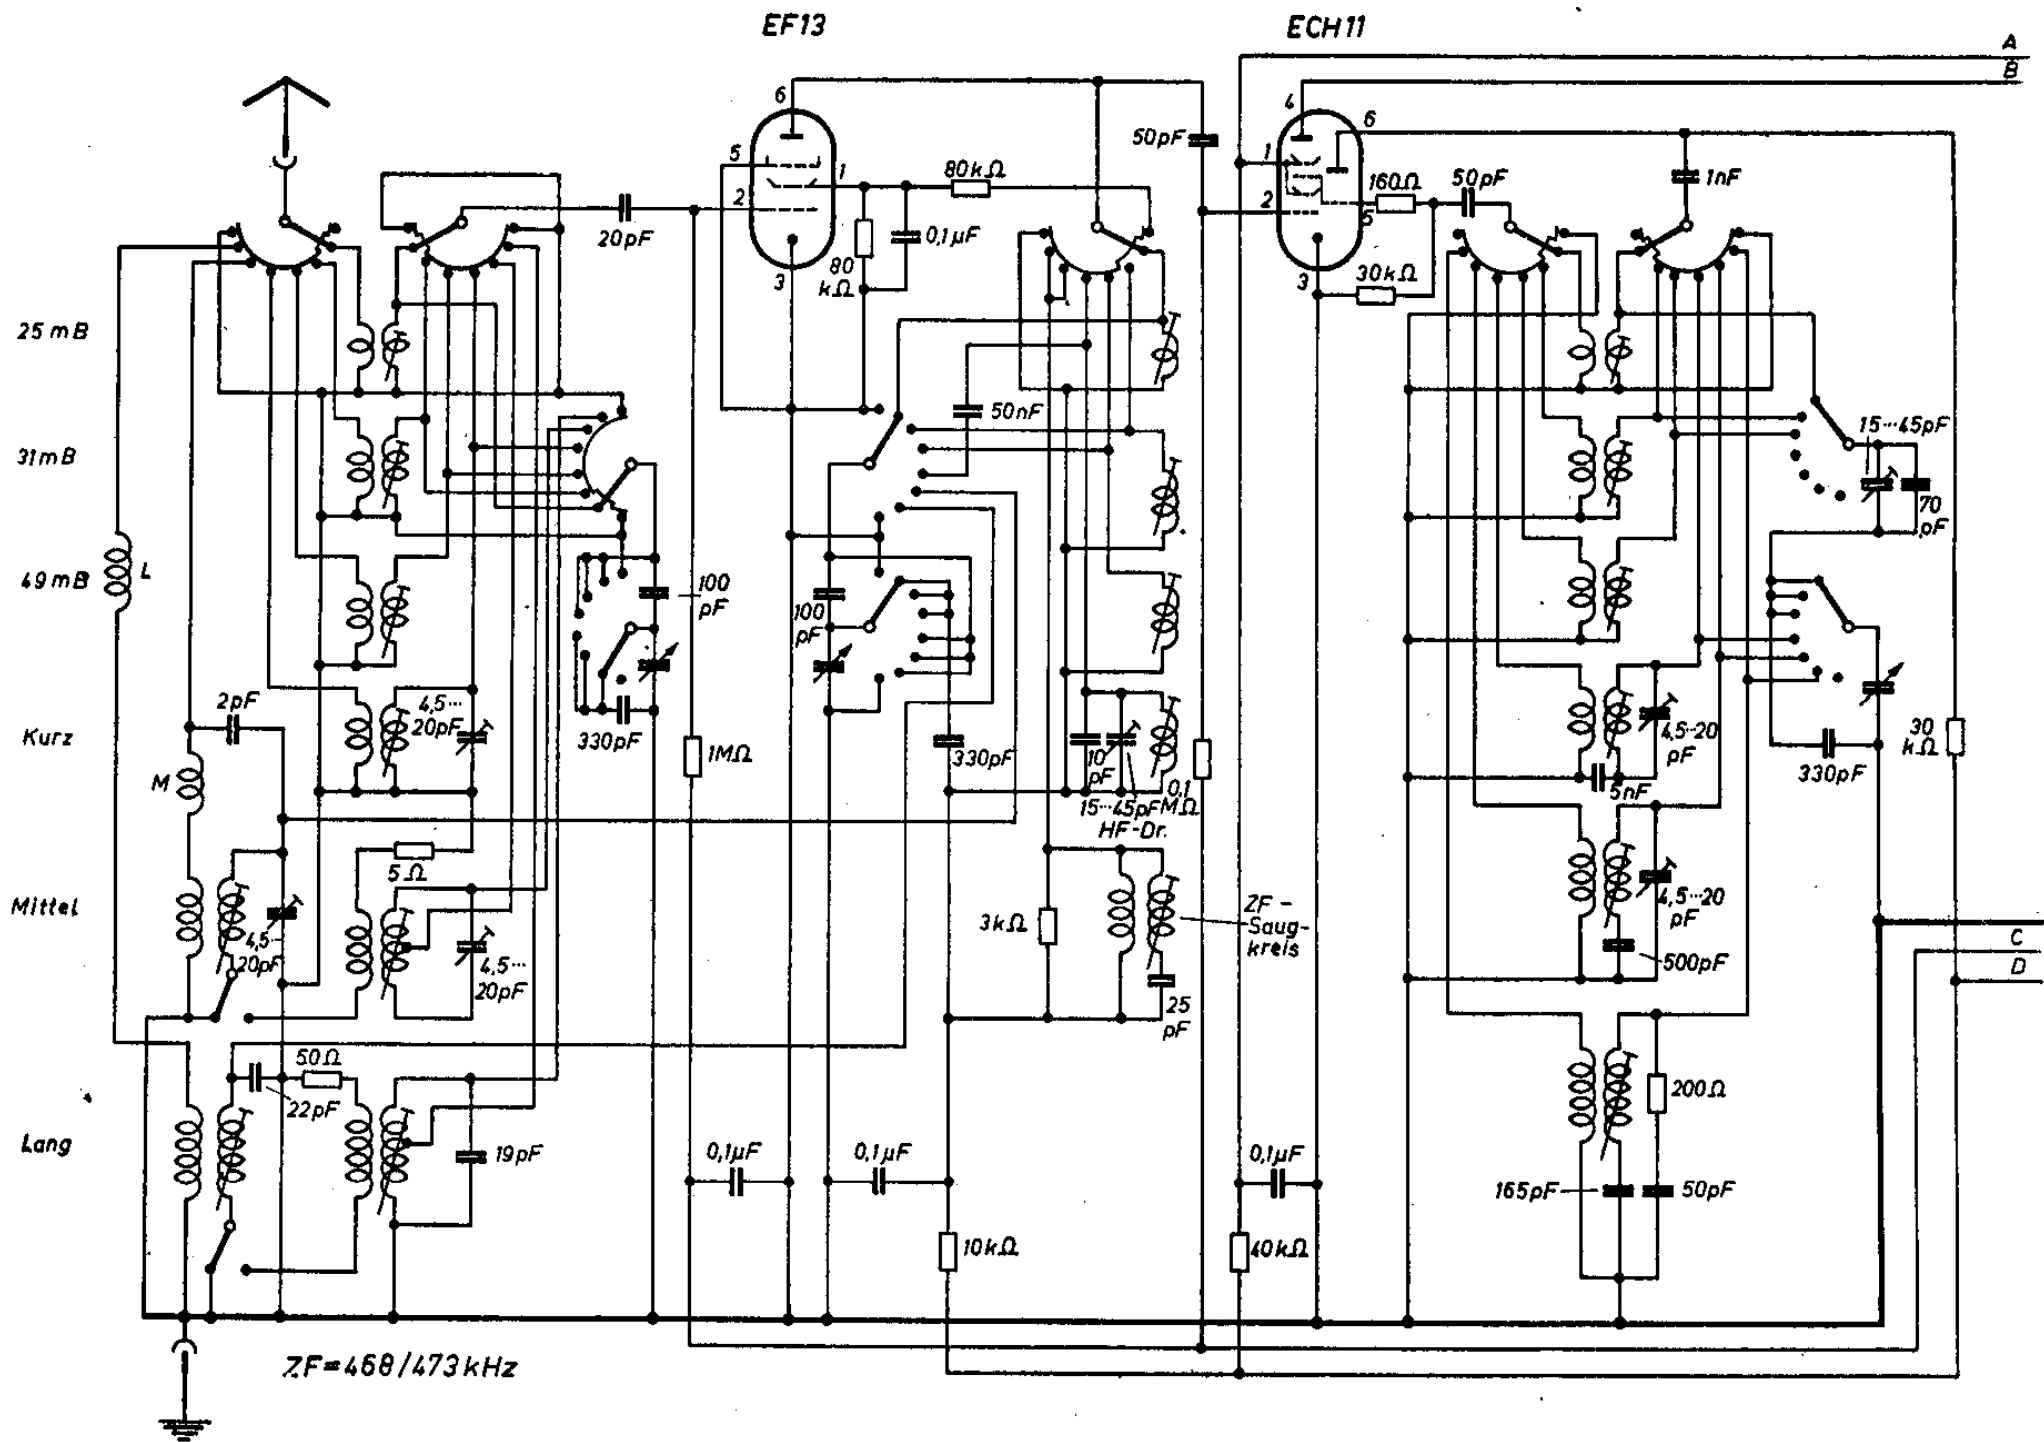 EF13
ECH11
A
B
6
4
6
50pF
5
1
80kΩ
1
160Ω
50pF
1nF
2
2
5
20pF
0,1µF
80
kΩ
3
30kΩ
3
25mB
50nF
15···45pF
31mB
70
pF
49mB
L
100
pF
100
pF
2pF
4,5···
20pF
Kurz
330pF
1MΩ
330pF
10
pF
4,5···20
pF
30
kΩ
330pF
M
0,1
MΩ
15···45pF
5nF
HF-Dr.
5Ω
Mittel
4,5···
20pF
4,5···
20pF
3kΩ
ZF-
Saug-
kreis
4,5···20
pF
500pF
C
D
25
pF
50Ω
22pF
200Ω
Lang
19pF
0,1µF
0,1µF
0,1µF
165pF
50pF
10kΩ
40kΩ
ZF=468/473kHz